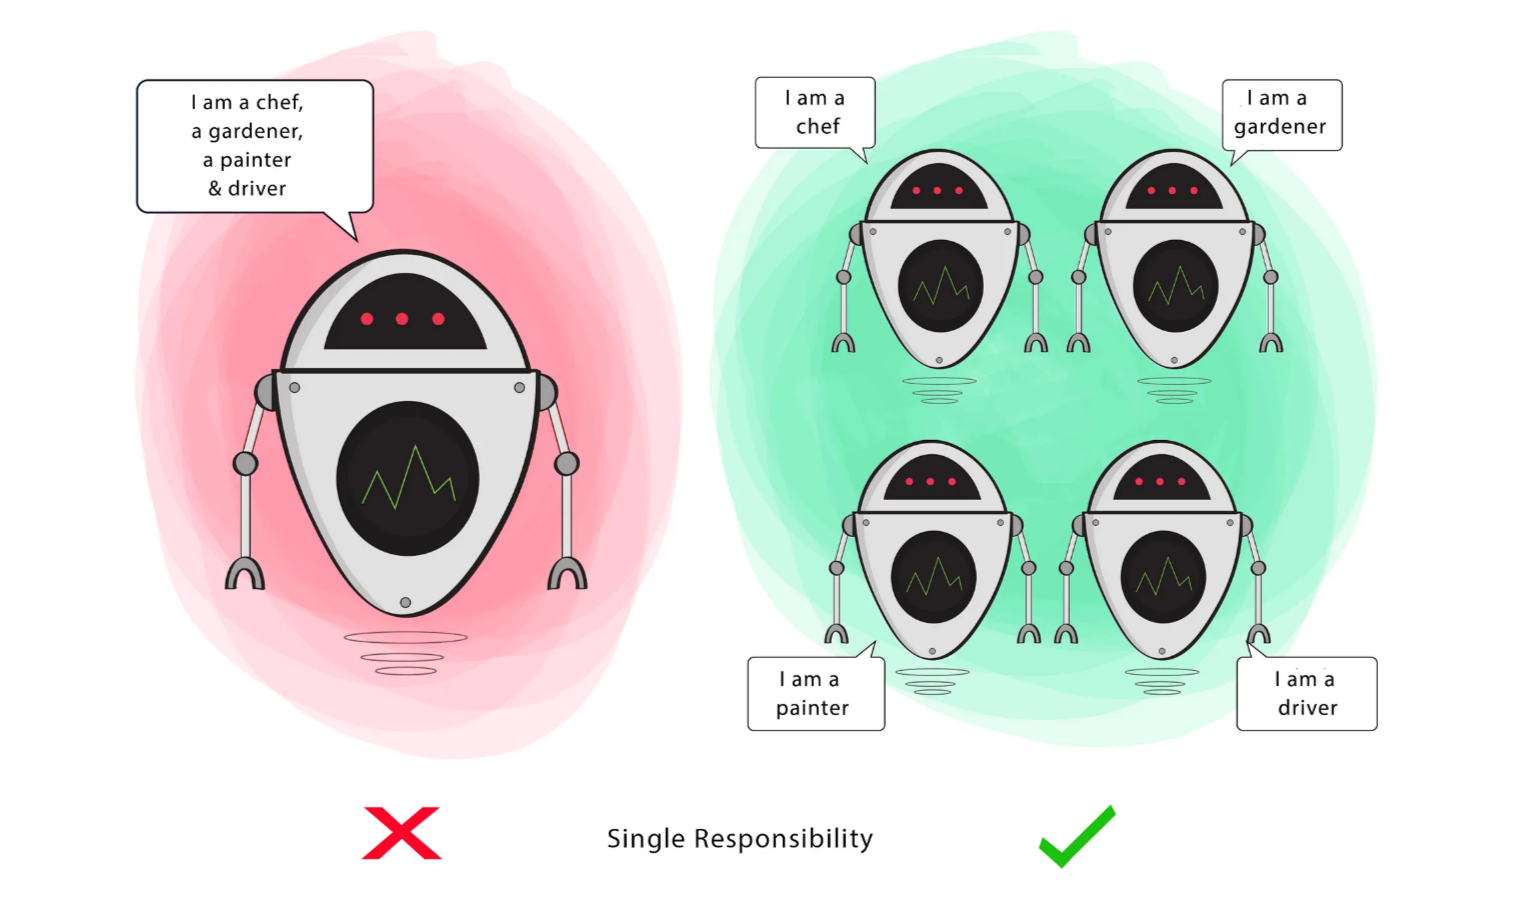 I am a chef,
a gardener,
a painter
& driver
I am a
chef
I am a
gardener
I am a
painter
I am a
driver
Single Responsibility